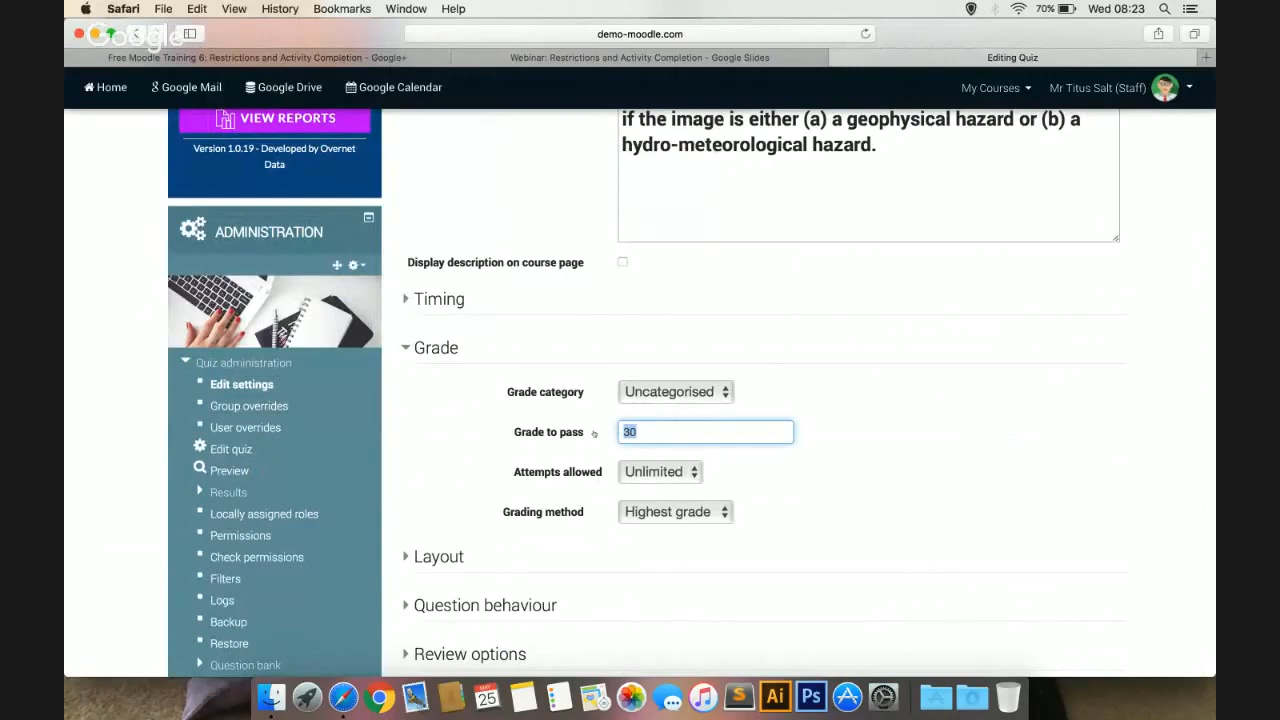 Safari File Edit View History Bookmarks Window Help 70% Wed 08:23
Google
demo-moodle.com
Free Moodle Training 6: Restrictions and Activity Completion - Google+ Webinar: Restrictions and Activity Completion - Google Slides Editing Quiz
Home Google Mail Google Drive Google Calendar My Courses Mr Titus Salt (Staff)
VIEW REPORTS
Version 1.0.19 - Developed by Overnet
Data
ADMINISTRATION
Quiz administration
Edit settings
Group overrides
User overrides
Edit quiz
Preview
Results
Locally assigned roles
Permissions
Check permissions
Filters
Logs
Backup
Restore
Question bank
if the image is either (a) a geophysical hazard or (b) a
hydro-meteorological hazard.
Display description on course page
Timing
Grade
Grade category Uncategorised
Grade to pass 30
Attempts allowed Unlimited
Grading method Highest grade
Layout
Question behaviour
Review options
MAY
25
S
Ai
Ps